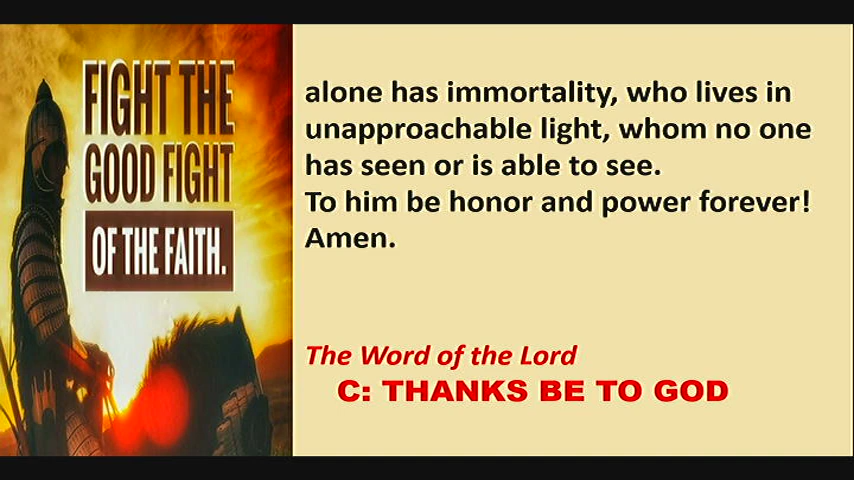 FIGHT THE
GOOD FIGHT
OF THE FAITH.
alone has immortality, who lives in
unapproachable light, whom no one
has seen or is able to see.
To him be honor and power forever!
Amen.
The Word of the Lord
C: THANKS BE TO GOD